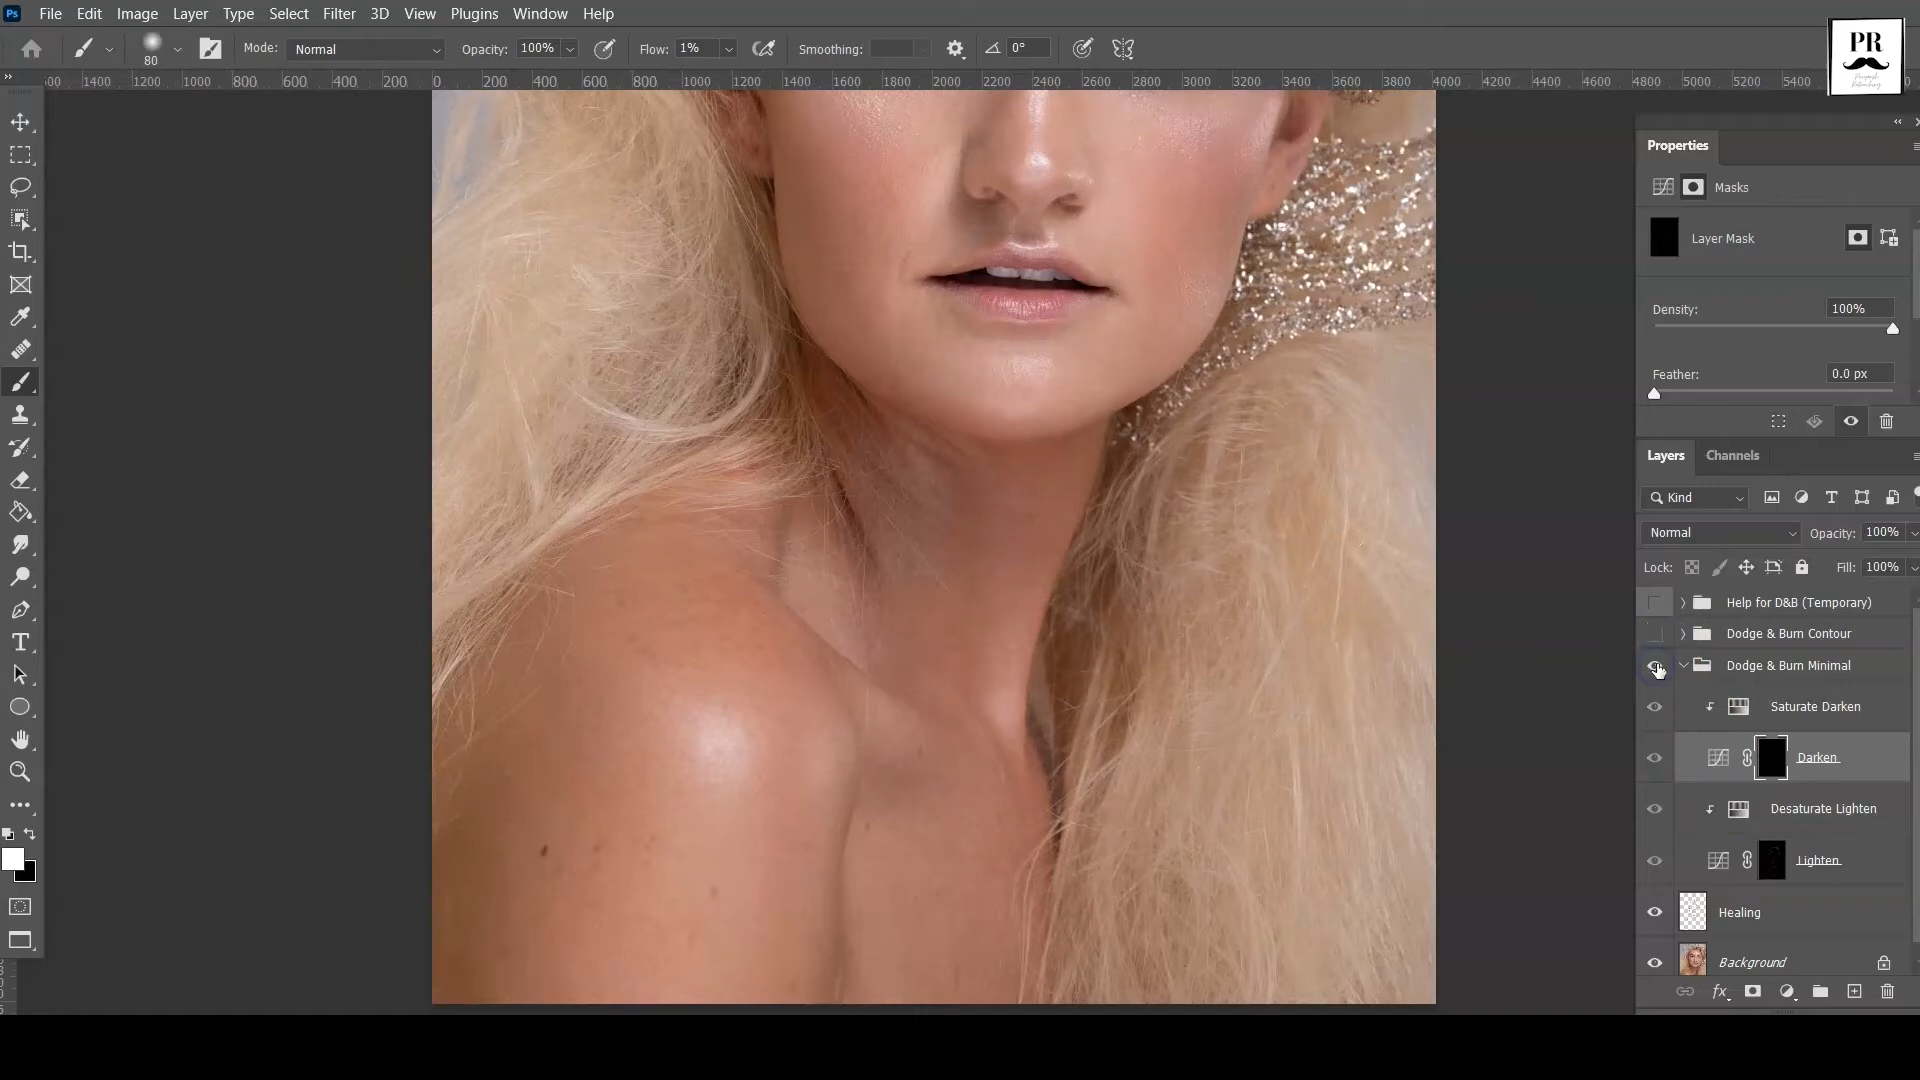 Ps File Edit Image Layer Type Select Filter 3D View Plugins Window Help
80 Mode: Normal Opacity: 100% Flow: 1% Smoothing: 0°
PR
1400 1200 1000 800 600 400 200 0 200 400 600 800 1000 1200 1400 1600 1800 2000 2200 2400 2600 2800 3000 3200 3400 3600 3800 4000 4200 4400 4600 4800 5000 5200 5400
Properties
Masks
Layer Mask
Density: 100%
Feather: 0.0 px
Layers Channels
Kind
Normal Opacity: 100%
Lock: Fill: 100%
Help for D&B (Temporary)
Dodge & Burn Contour
Dodge & Burn Minimal
Saturate Darken
Darken
Desaturate Lighten
Lighten
Healing
Background
fx